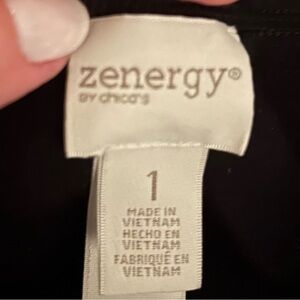 zenergy®
BY chico's
1
MADE IN
VIETNAM
HECHO EN
VIETNAM
FABRIQUÉ EN
VIETNAM